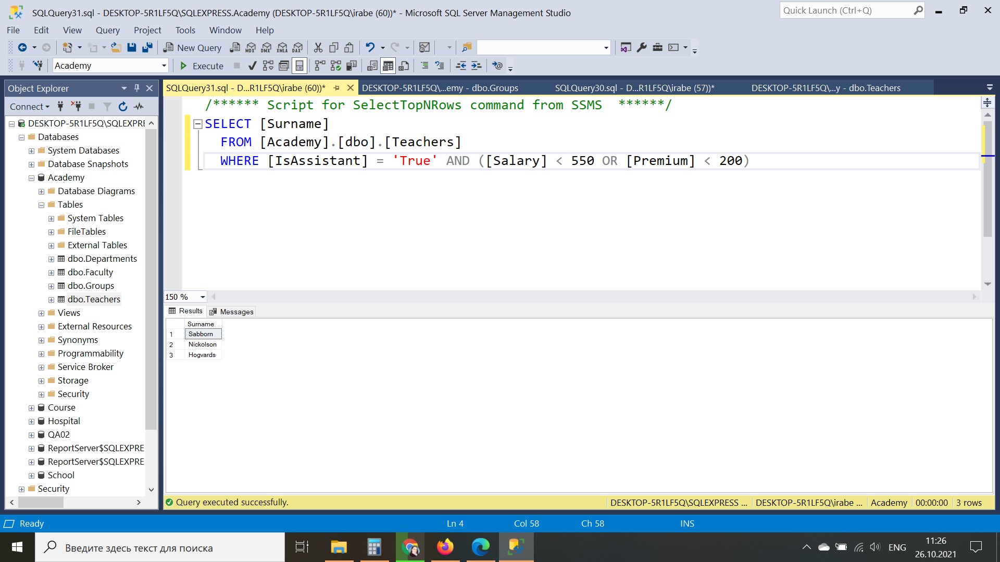 SQLQuery31.sql - DESKTOP-5R1LF5Q\SQLEXPRESS.Academy (DESKTOP-5R1LF5Q\irabe (60))* - Microsoft SQL Server Management Studio
Quick Launch (Ctrl+Q)
File Edit View Query Project Tools Window Help
New Query MDX DMX XMLA DAX
Academy Execute
Object Explorer
SQLQuery31.sql - D...R1LF5Q\irabe (60))* DESKTOP-5R1LF5Q\...emy - dbo.Groups SQLQuery30.sql - D...R1LF5Q\irabe (57))* DESKTOP-5R1LF5Q\...y - dbo.Teachers
Connect
DESKTOP-5R1LF5Q\SQLEXPRE
Databases
System Databases
Database Snapshots
Academy
Database Diagrams
Tables
System Tables
FileTables
External Tables
dbo.Departments
dbo.Faculty
dbo.Groups
dbo.Teachers
Views
External Resources
Synonyms
Programmability
Service Broker
Storage
Security
Course
Hospital
QA02
ReportServer$SQLEXPRE
ReportServer$SQLEXPRE
School
Security
/****** Script for SelectTopNRows command from SSMS ******/
SELECT [Surname]
FROM [Academy].[dbo].[Teachers]
WHERE [IsAssistant] = 'True' AND ([Salary] < 550 OR [Premium] < 200)
150 %
Results Messages
Surname
1 Sabborn
2 Nickolson
3 Hogvards
Query executed successfully. DESKTOP-5R1LF5Q\SQLEXPRESS ... DESKTOP-5R1LF5Q\irabe ... Academy 00:00:00 3 rows
Ready Ln 4 Col 58 Ch 58 INS
Введите здесь текст для поиска
ENG
11:26
26.10.2021